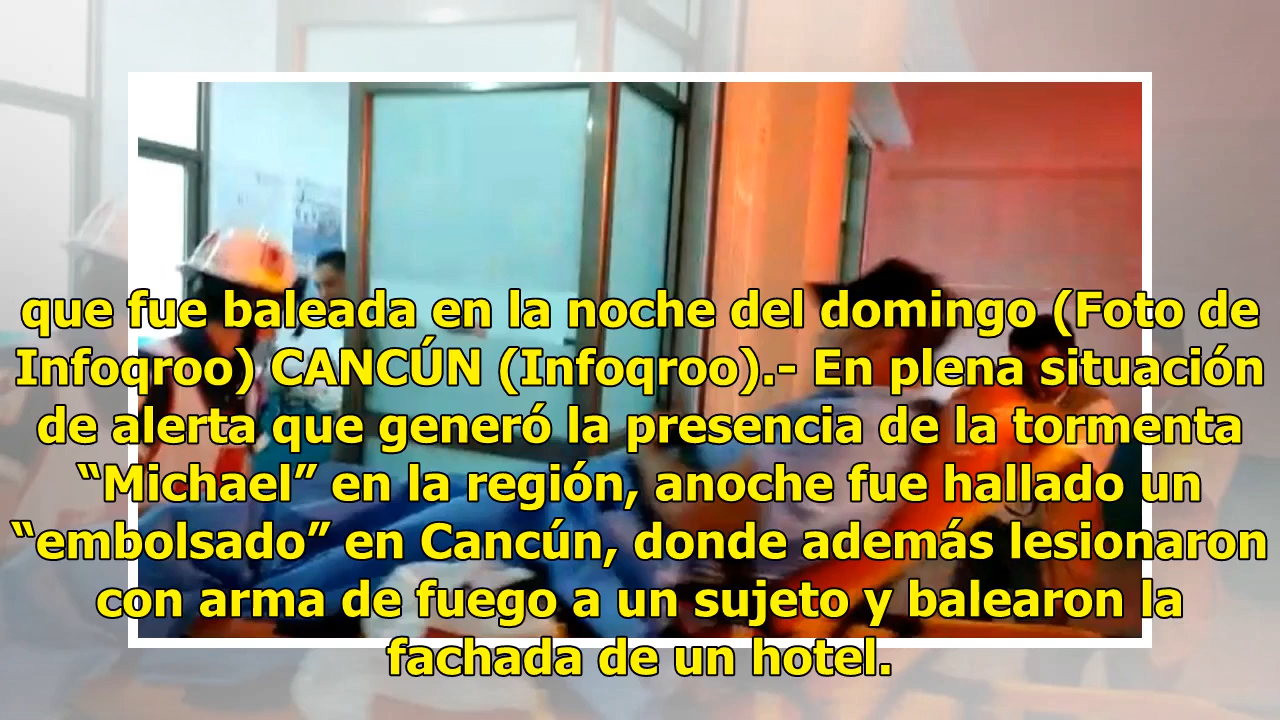 que fue baleada en la noche del domingo (Foto de
Infoqroo) CANCÚN (Infoqroo).- En plena situación
de alerta que generó la presencia de la tormenta
“Michael” en la región, anoche fue hallado un
“embolsado” en Cancún, donde además lesionaron
con arma de fuego a un sujeto y balearon la
fachada de un hotel.